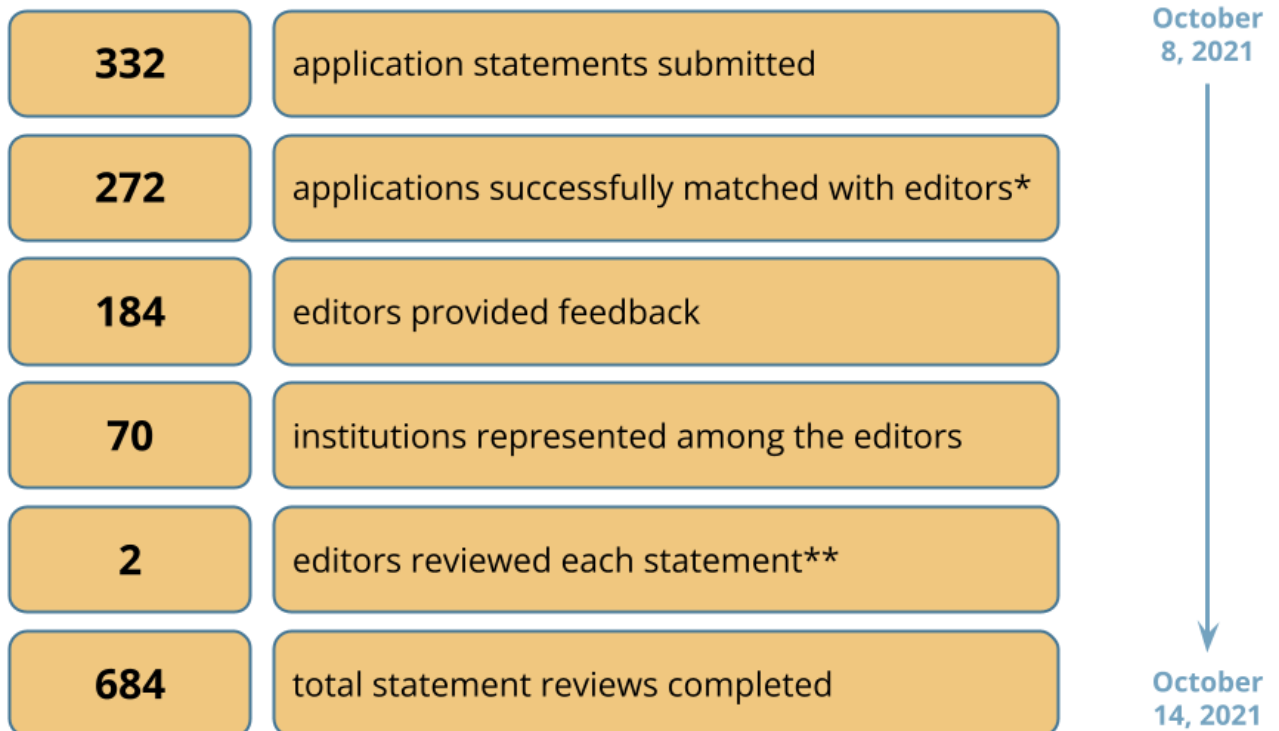 332
application statements submitted
272
applications successfully matched with editors*
184
editors provided feedback
70
institutions represented among the editors
2
editors reviewed each statement**
684
total statement reviews completed
October
8, 2021
October
14, 2021